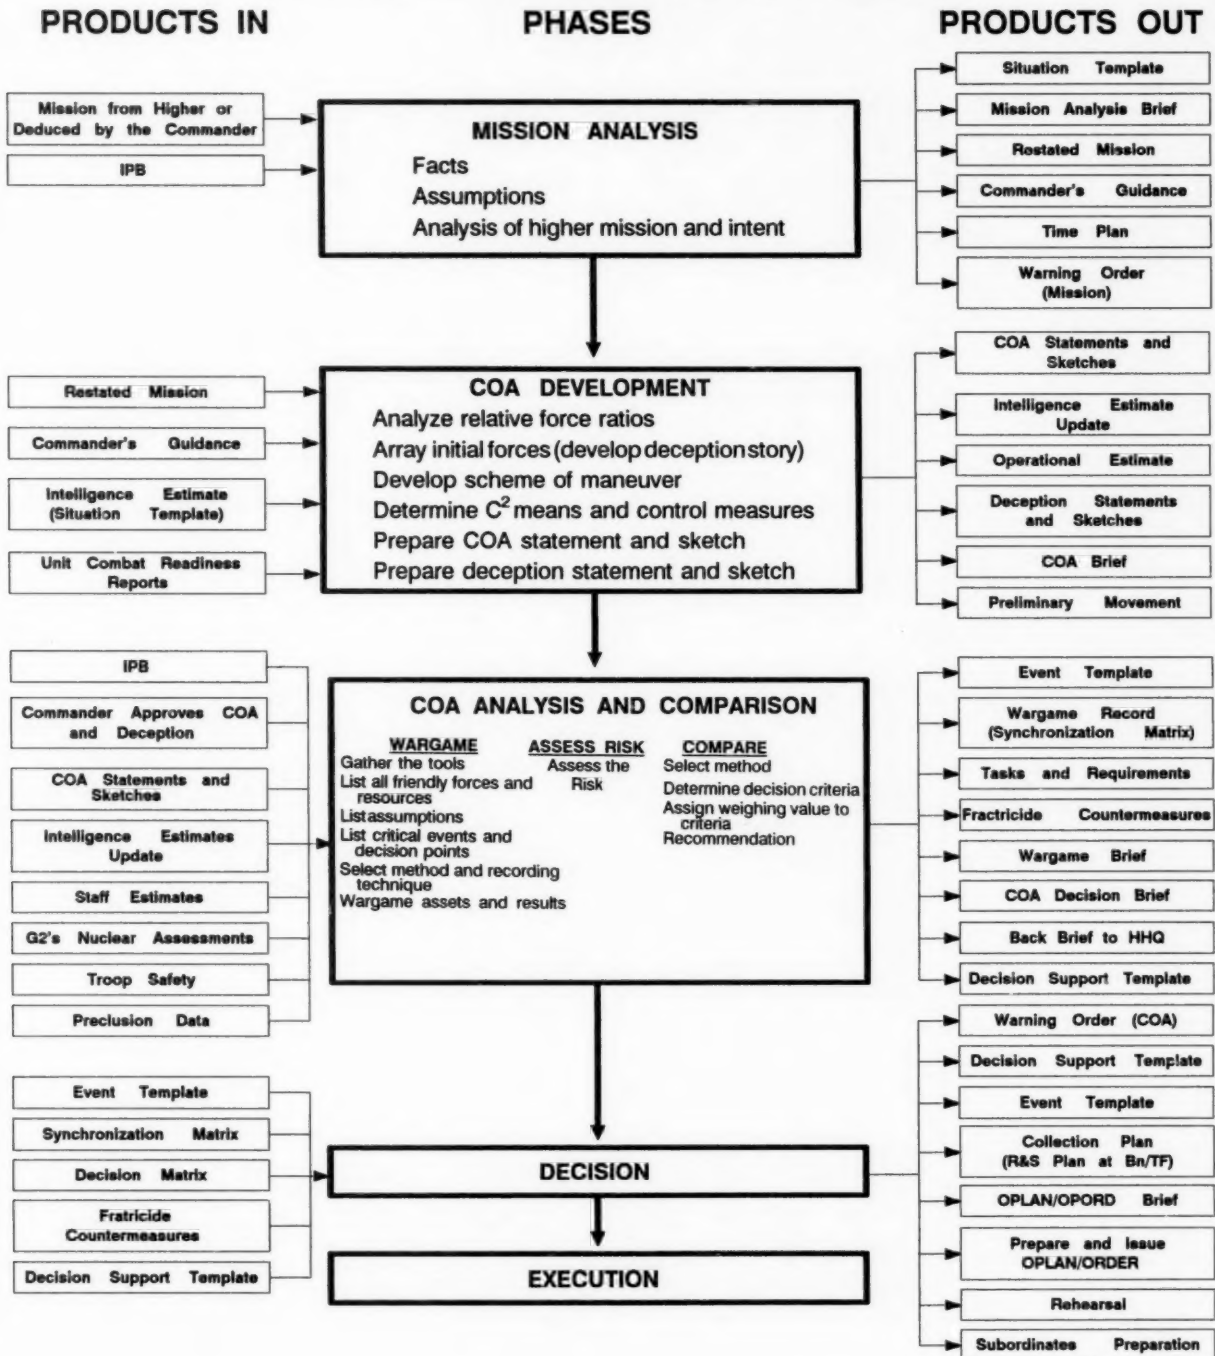 PRODUCTS IN
PHASES
PRODUCTS OUT
Mission from Higher or
Deduced by the Commander
IPB
MISSION ANALYSIS
Facts
Assumptions
Analysis of higher mission and intent
Situation Template
Mission Analysis Brief
Restated Mission
Commander's Guidance
Time Plan
Warning Order
(Mission)
Restated Mission
Commander's Guidance
Intelligence Estimate
(Situation Template)
Unit Combat Readiness
Reports
COA DEVELOPMENT
Analyze relative force ratios
Array initial forces (develop deception story)
Develop scheme of maneuver
Determine C² means and control measures
Prepare COA statement and sketch
Prepare deception statement and sketch
COA Statements and
Sketches
Intelligence Estimate
Update
Operational Estimate
Deception Statements
and Sketches
COA Brief
Preliminary Movement
IPB
Commander Approves COA
and Deception
COA Statements and
Sketches
Intelligence Estimates
Update
Staff Estimates
G2's Nuclear Assessments
Troop Safety
Preclusion Data
COA ANALYSIS AND COMPARISON
WARGAME
Gather the tools
List all friendly forces and
resources
List assumptions
List critical events and
decision points
Select method and recording
technique
Wargame assets and results
ASSESS RISK
Assess the
Risk
COMPARE
Select method
Determine decision criteria
Assign weighing value to
criteria
Recommendation
Event Template
Wargame Record
(Synchronization Matrix)
Tasks and Requirements
Fractricide Countermeasures
Wargame Brief
COA Decision Brief
Back Brief to HHQ
Decision Support Template
Event Template
Synchronization Matrix
Decision Matrix
Fratricide
Countermeasures
Decision Support Template
DECISION
EXECUTION
Warning Order (COA)
Decision Support Template
Event Template
Collection Plan
(R&S Plan at Bn/TF)
OPLAN/OPORD Brief
Prepare and Issue
OPLAN/ORDER
Rehearsal
Subordinates Preparation